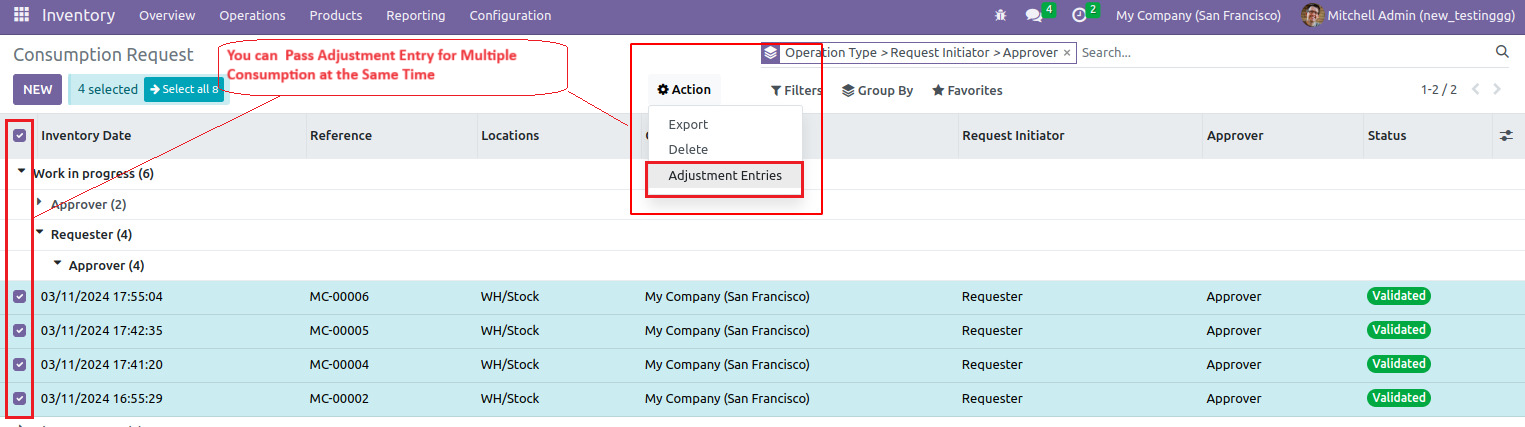 Inventory Overview Operations Products Reporting Configuration 4 2 My Company (San Francisco) Mitchell Admin (new_testinggg)
Consumption Request
You can Pass Adjustment Entry for Multiple
Consumption at the Same Time
Operation Type > Request Initiator > Approver × Search...
NEW 4 selected Select all 8 Action Filters Group By Favorites 1-2 / 2
Export
Delete
Adjustment Entries
Inventory Date Reference Locations Request Initiator Approver Status
Work in progress (6)
Approver (2)
Requester (4)
Approver (4)
03/11/2024 17:55:04 MC-00006 WH/Stock My Company (San Francisco) Requester Approver Validated
03/11/2024 17:42:35 MC-00005 WH/Stock My Company (San Francisco) Requester Approver Validated
03/11/2024 17:41:20 MC-00004 WH/Stock My Company (San Francisco) Requester Approver Validated
03/11/2024 16:55:29 MC-00002 WH/Stock My Company (San Francisco) Requester Approver Validated